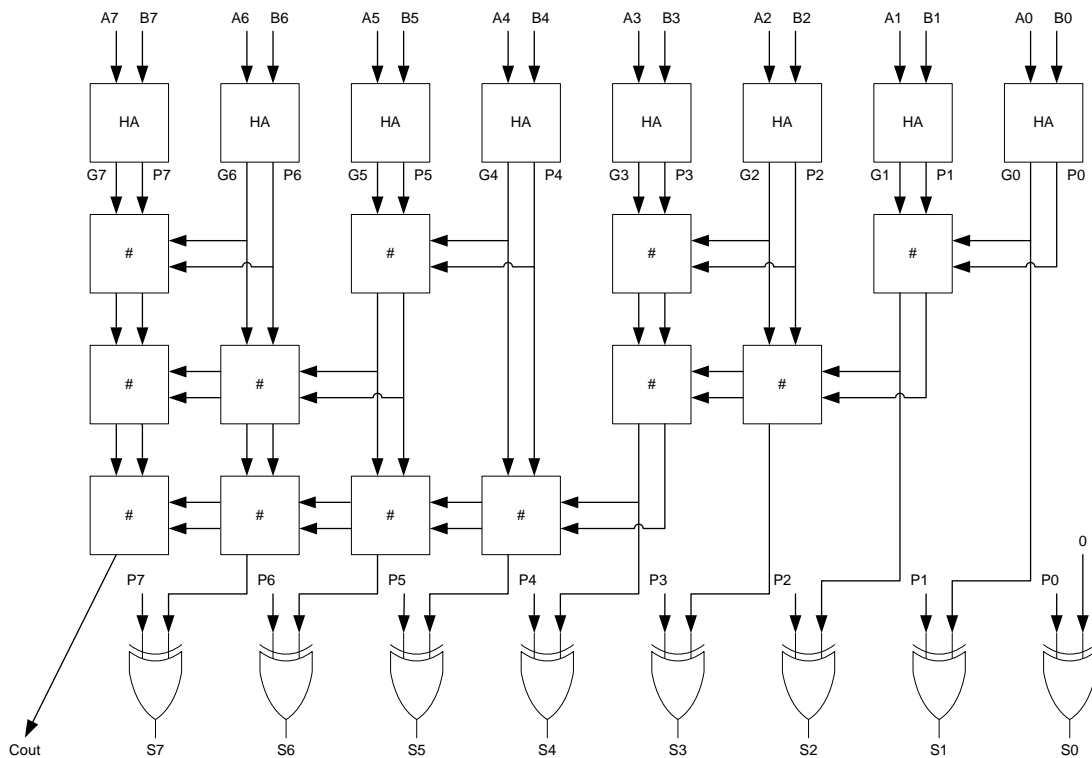 A7 B7 A6 B6 A5 B5 A4 B4 A3 B3 A2 B2 A1 B1 A0 B0
HA HA HA HA HA HA HA HA
G7 P7 G6 P6 G5 P5 G4 P4 G3 P3 G2 P2 G1 P1 G0 P0
# # # #
# # # #
# # # #
0
P7 P6 P5 P4 P3 P2 P1 P0
Cout S7 S6 S5 S4 S3 S2 S1 S0